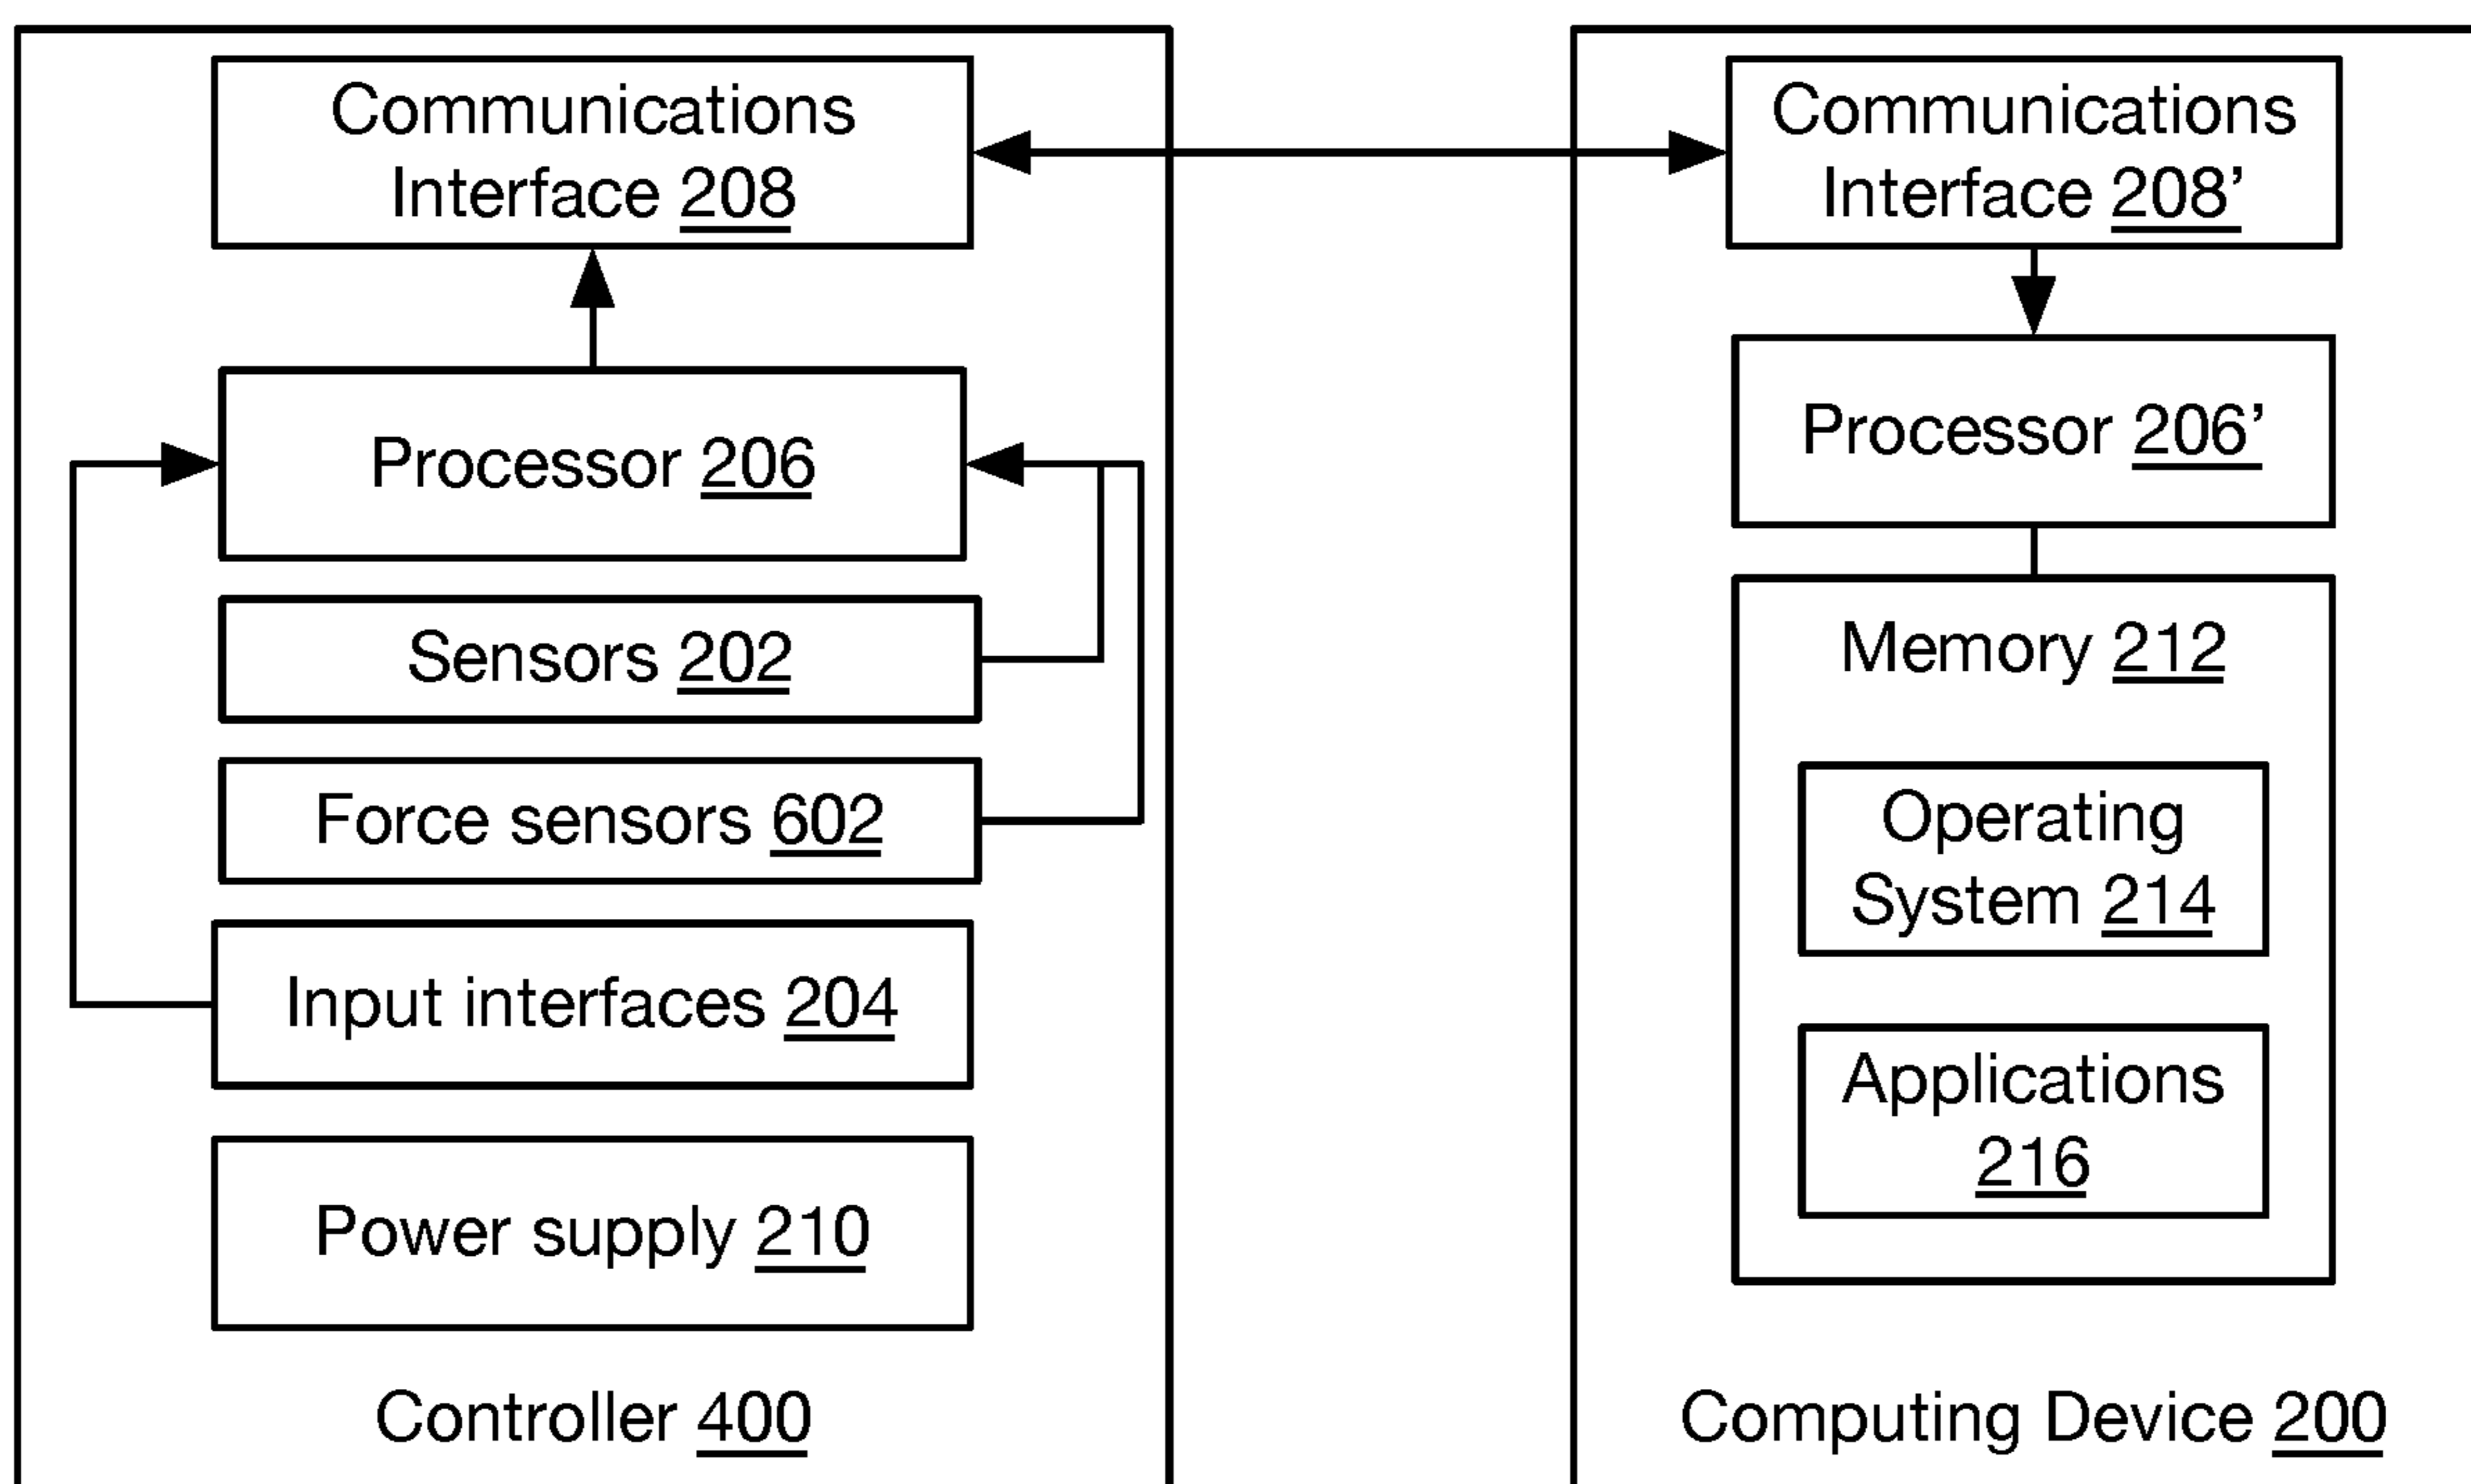 Communications
Interface 208
Processor 206
Sensors 202
Force sensors 602
Input interfaces 204
Power supply 210
Controller 400
Communications
Interface 208’
Processor 206’
Memory 212
Operating
System 214
Applications
216
Computing Device 200